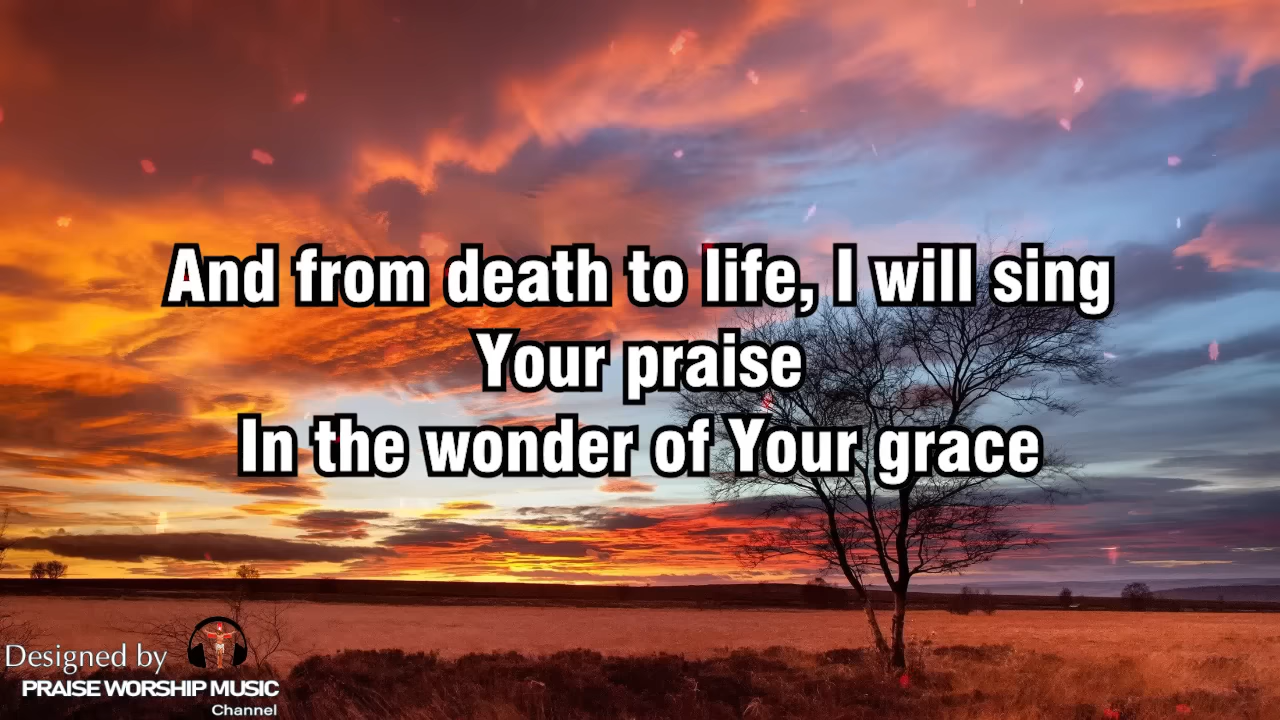 And from death to life, I will sing
Your praise
In the wonder of Your grace
Designed by
PRAISE WORSHIP MUSIC
Channel